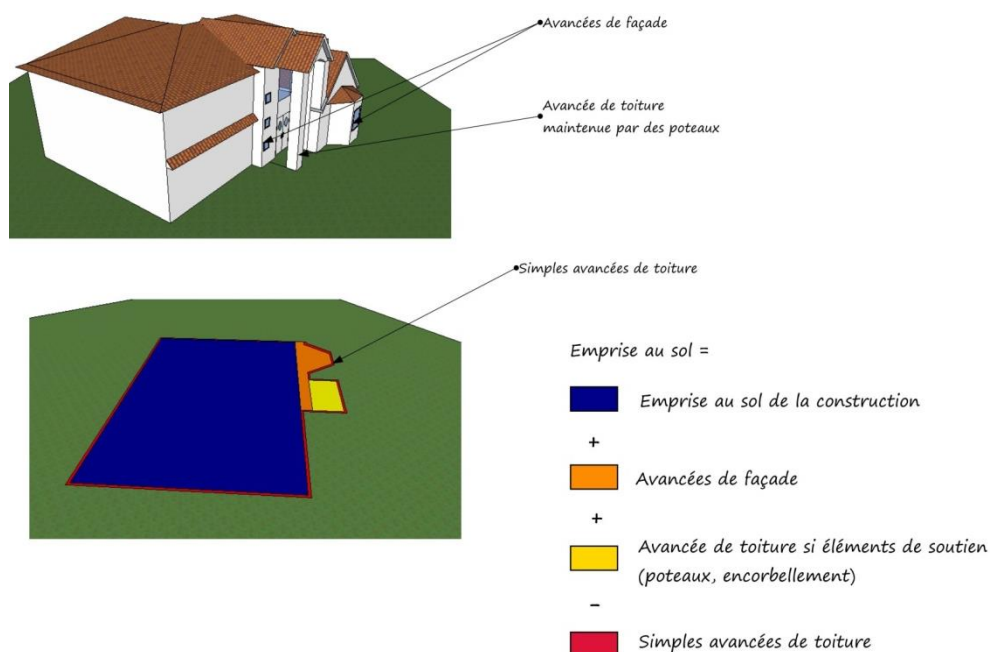 Avancées de façade
Avancée de toiture
maintenue par des poteaux
Simples avancées de toiture
Emprise au sol =
Emprise au sol de la construction
+
Avancées de façade
+
Avancée de toiture si éléments de soutien
(poteaux, encorbellement)
-
Simples avancées de toiture